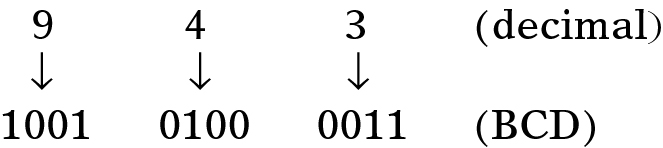 9 4 3 (decimal)
↓ ↓ ↓
1001 0100 0011 (BCD)